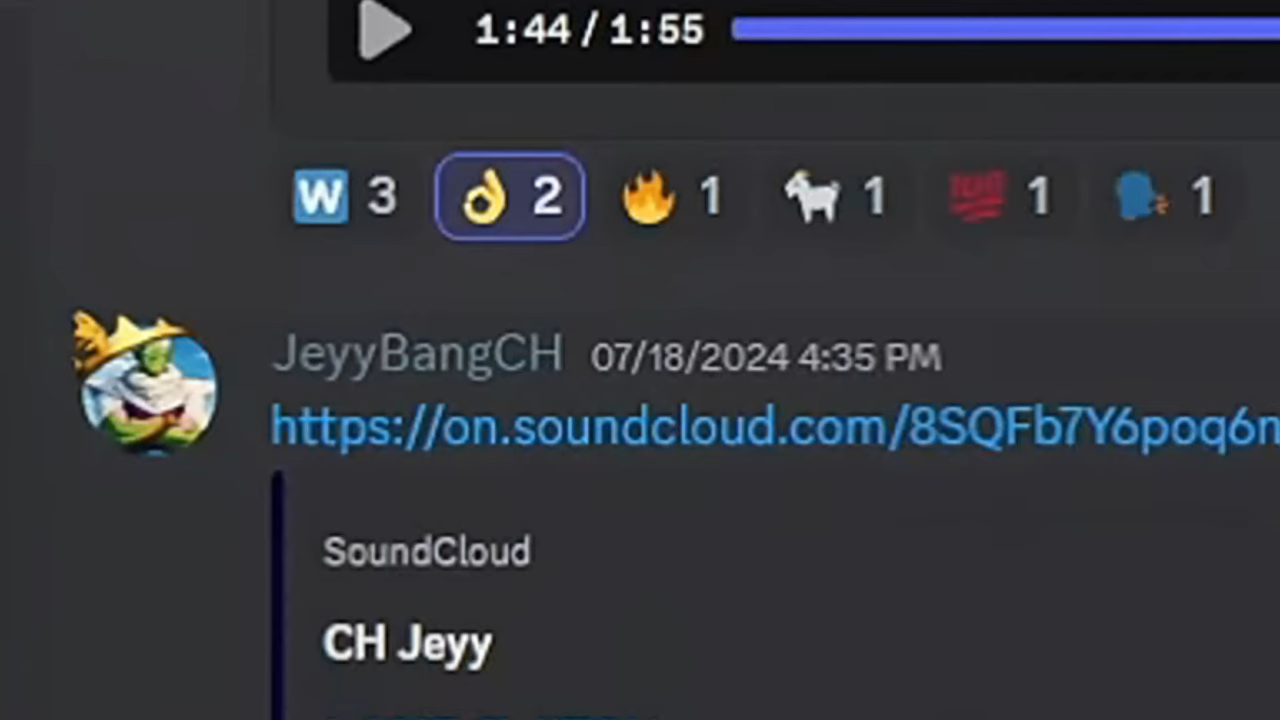 1:44 / 1:55
W 3 2 1 1 100 1 1
JeyyBangCH 07/18/2024 4:35 PM
https://on.soundcloud.com/8SQFb7Y6poq6n
SoundCloud
CH Jeyy